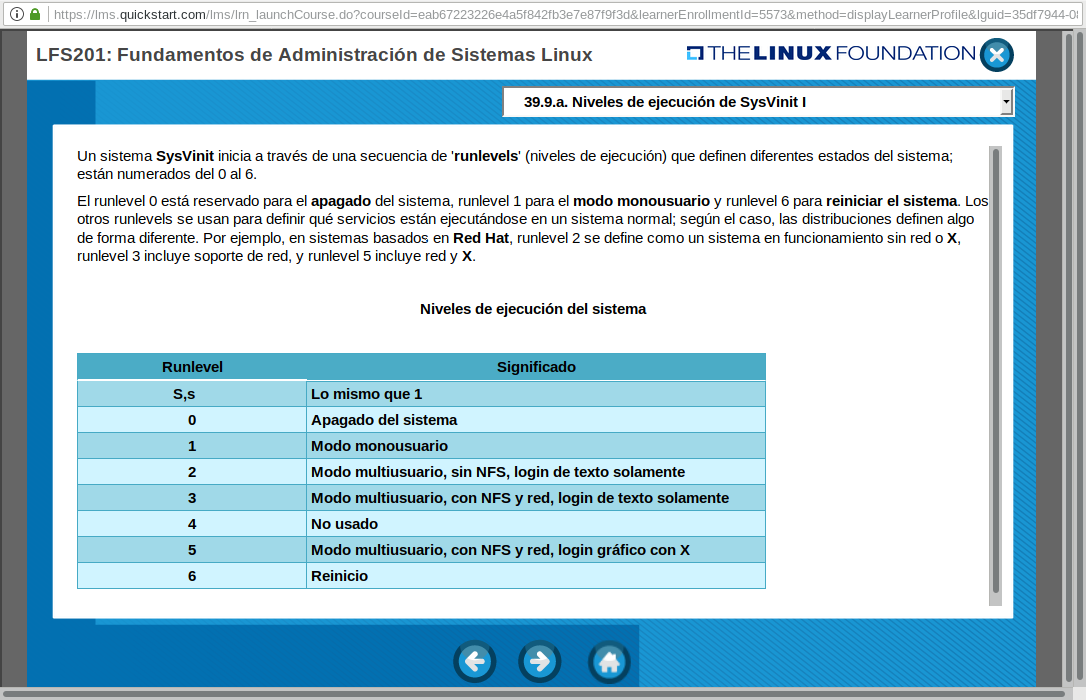 https://lms.quickstart.com/lms/lrn_launchCourse.do?courseId=eab67223226e4a5f842fb3e7e87f9f3d&learnerEnrollmentId=5573&method=displayLearnerProfile&lguid=35df7944-0
LFS201: Fundamentos de Administración de Sistemas Linux
THE LINUX FOUNDATION
39.9.a. Niveles de ejecución de SysVinit I
Un sistema SysVinit inicia a través de una secuencia de 'runlevels' (niveles de ejecución) que definen diferentes estados del sistema;
están numerados del 0 al 6.
El runlevel 0 está reservado para el apagado del sistema, runlevel 1 para el modo monousuario y runlevel 6 para reiniciar el sistema. Los
otros runlevels se usan para definir qué servicios están ejecutándose en un sistema normal; según el caso, las distribuciones definen algo
de forma diferente. Por ejemplo, en sistemas basados en Red Hat, runlevel 2 se define como un sistema en funcionamiento sin red o X,
runlevel 3 incluye soporte de red, y runlevel 5 incluye red y X.
Niveles de ejecución del sistema
Runlevel Significado
S,s Lo mismo que 1
0 Apagado del sistema
1 Modo monousuario
2 Modo multiusuario, sin NFS, login de texto solamente
3 Modo multiusuario, con NFS y red, login de texto solamente
4 No usado
5 Modo multiusuario, con NFS y red, login gráfico con X
6 Reinicio